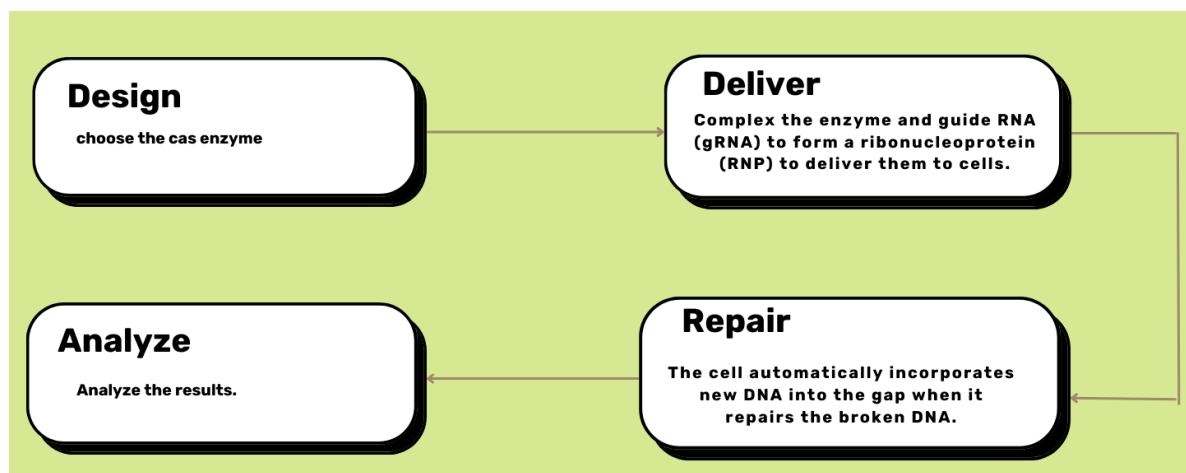 Design
choose the cas enzyme
Deliver
Complex the enzyme and guide RNA
(gRNA) to form a ribonucleoprotein
(RNP) to deliver them to cells.
Repair
The cell automatically incorporates
new DNA into the gap when it
repairs the broken DNA.
Analyze
Analyze the results.